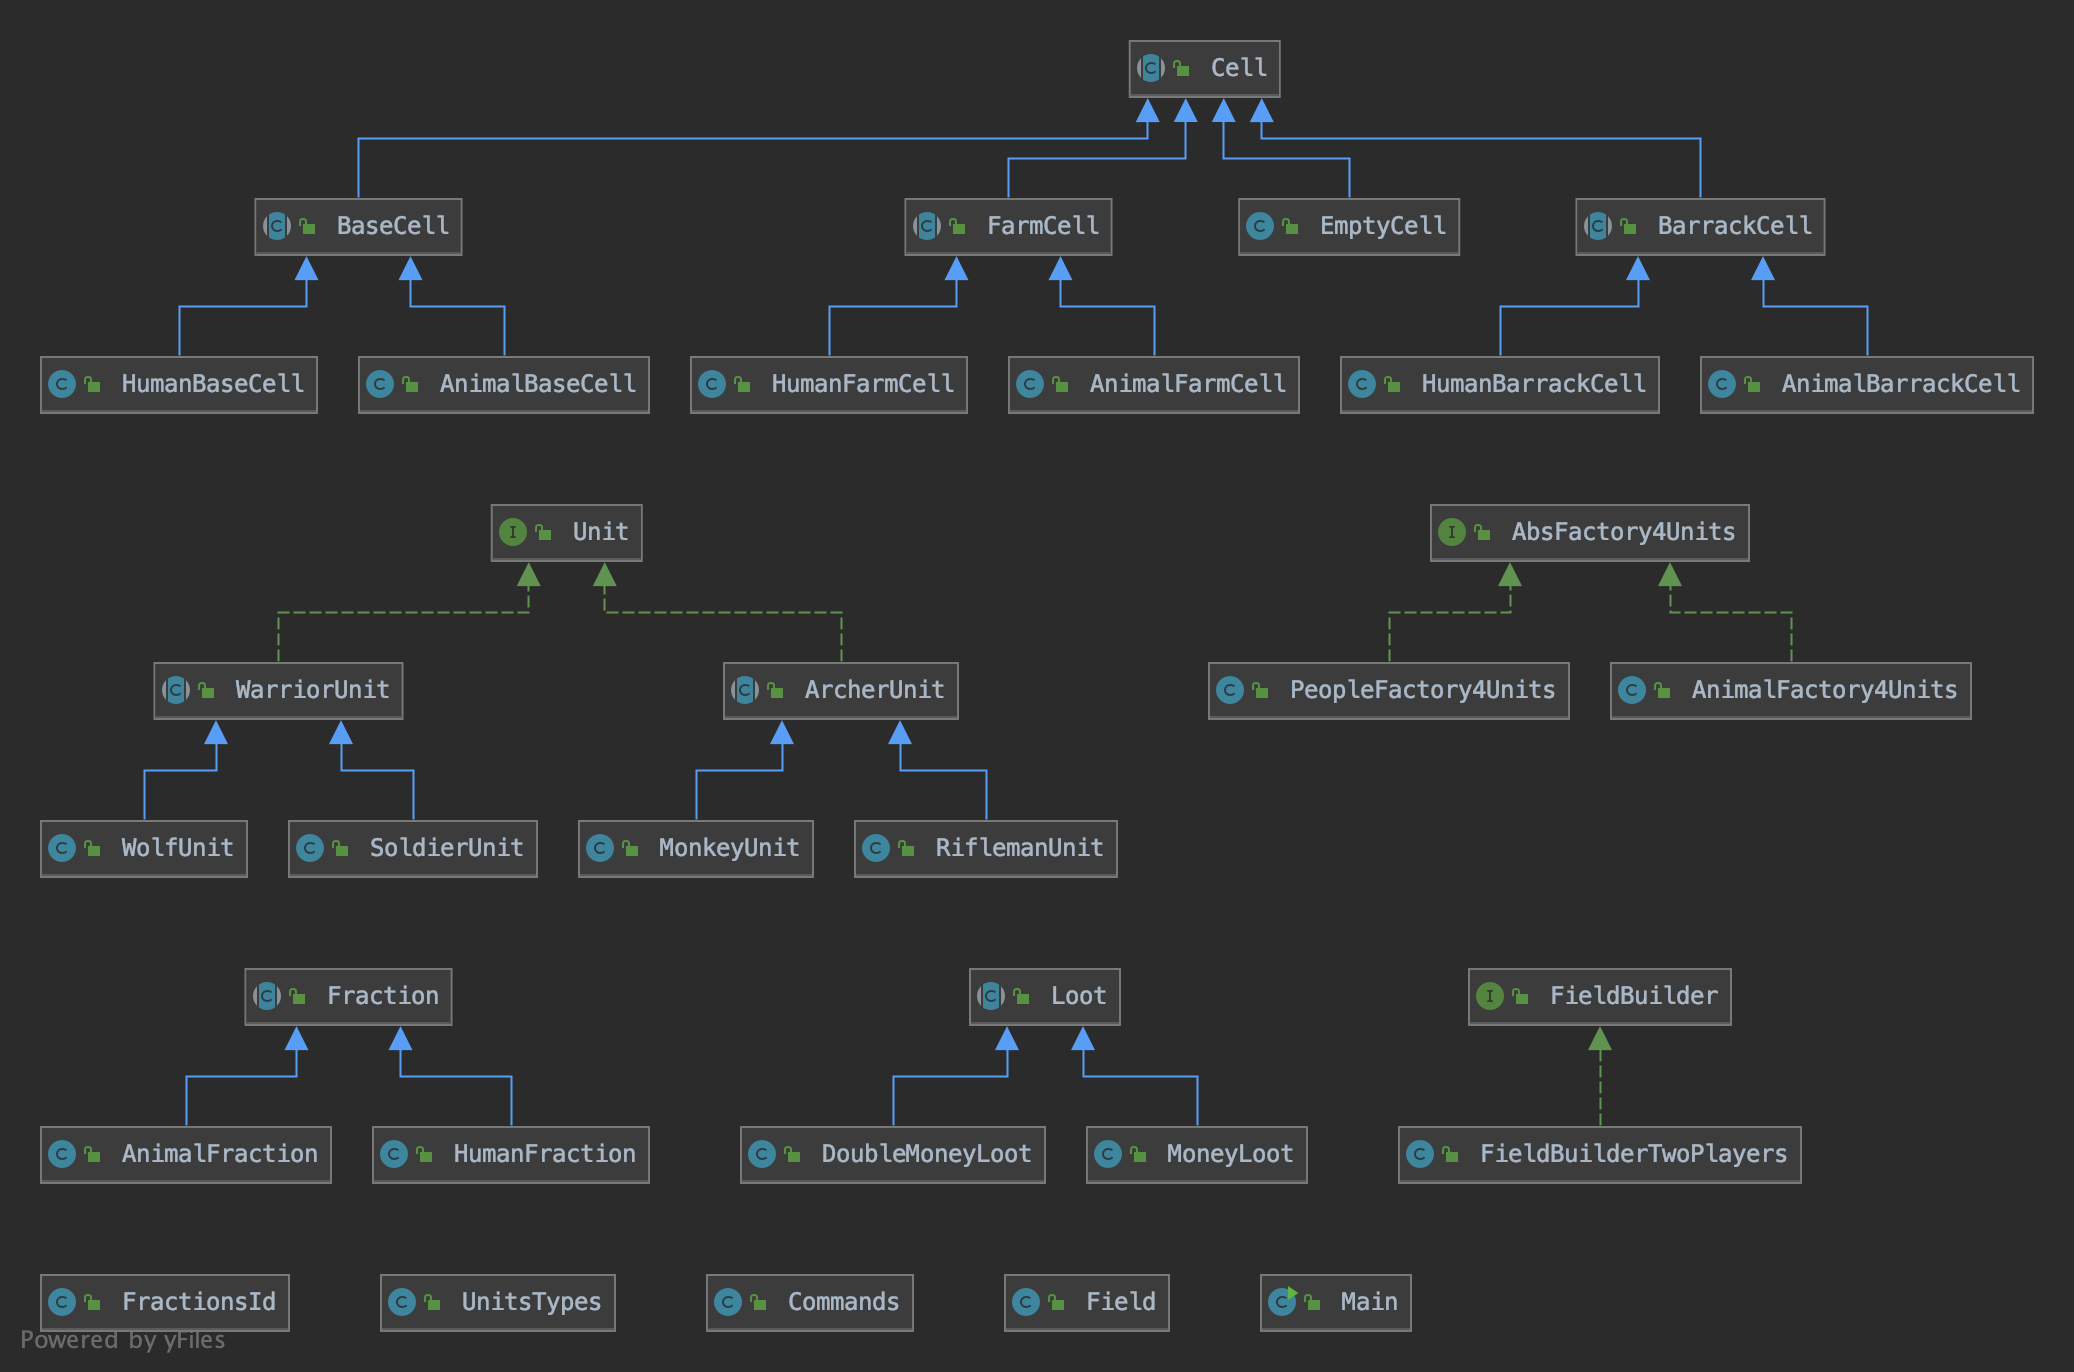 Cell
BaseCell
FarmCell
EmptyCell
BarrackCell
HumanBaseCell
AnimalBaseCell
HumanFarmCell
AnimalFarmCell
HumanBarrackCell
AnimalBarrackCell
Unit
AbsFactory4Units
WarriorUnit
ArcherUnit
PeopleFactory4Units
AnimalFactory4Units
WolfUnit
SoldierUnit
MonkeyUnit
RiflemanUnit
Fraction
Loot
FieldBuilder
AnimalFraction
HumanFraction
DoubleMoneyLoot
MoneyLoot
FieldBuilderTwoPlayers
FractionsId
UnitsTypes
Commands
Field
Main
Powered by yFiles